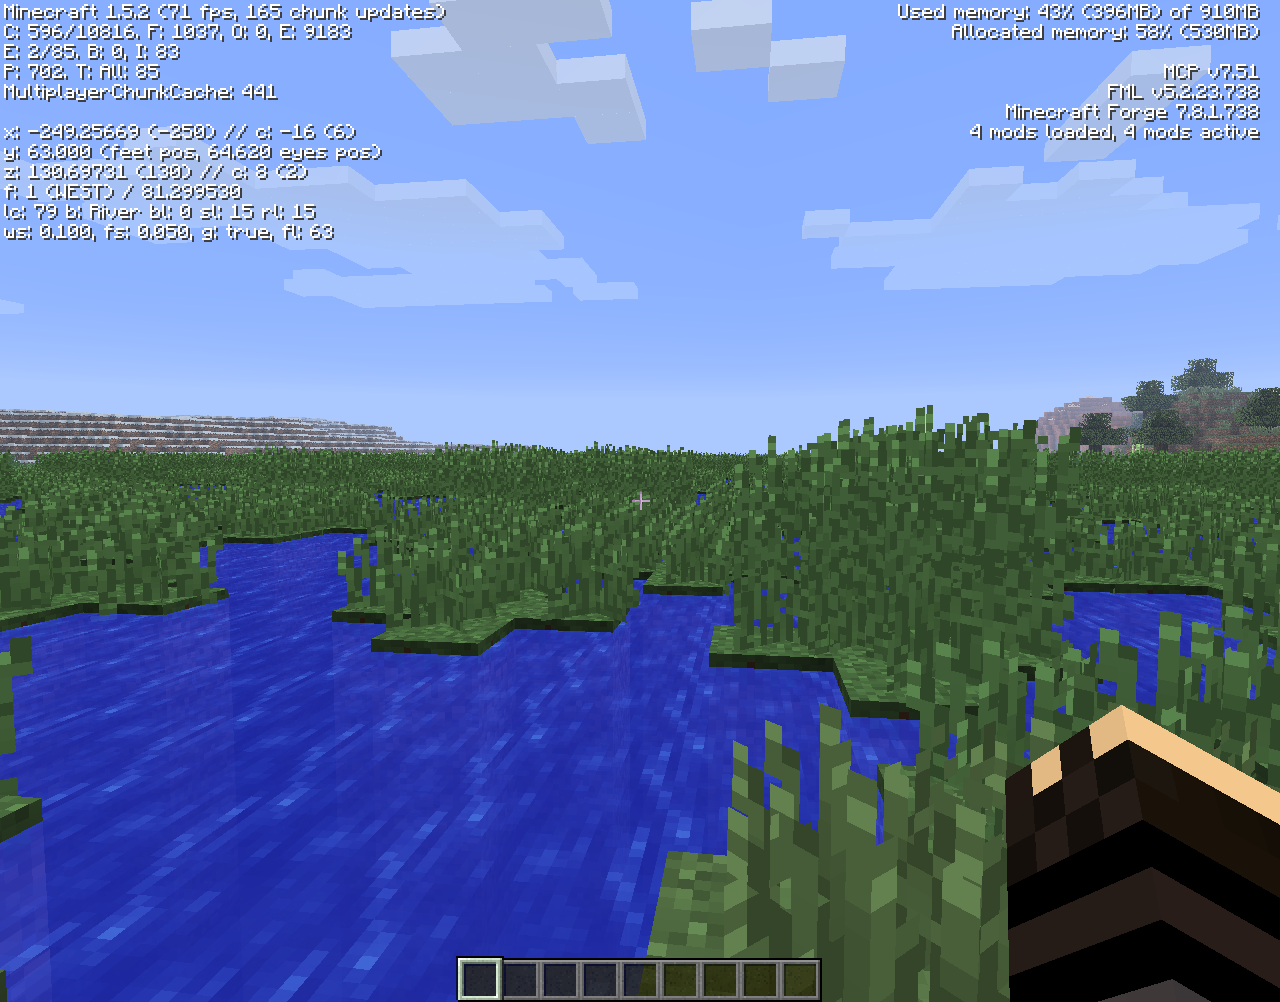 Minecraft 1.5.2 (71 fps, 165 chunk updates)
C: 596/10816. F: 1037, O: 0, E: 9183
E: 2/85. B: 0, I: 83
P: 702. T: All: 85
MultiplayerChunkCache: 441
x: -249.25669 (-250) // c: -16 (6)
y: 63.000 (feet pos, 64.620 eyes pos)
z: 130.69731 (130) // c: 8 (2)
f: 1 (WEST) / 81.299530
lc: 79 b: River bl: 0 sl: 15 rl: 15
ws: 0.100, fs: 0.050, g: true, fl: 63
Used memory: 43% (396MB) of 910MB
Allocated memory: 58% (530MB)
MCP v7.51
FML v5.2.23.738
Minecraft Forge 7.8.1.738
4 mods loaded, 4 mods active